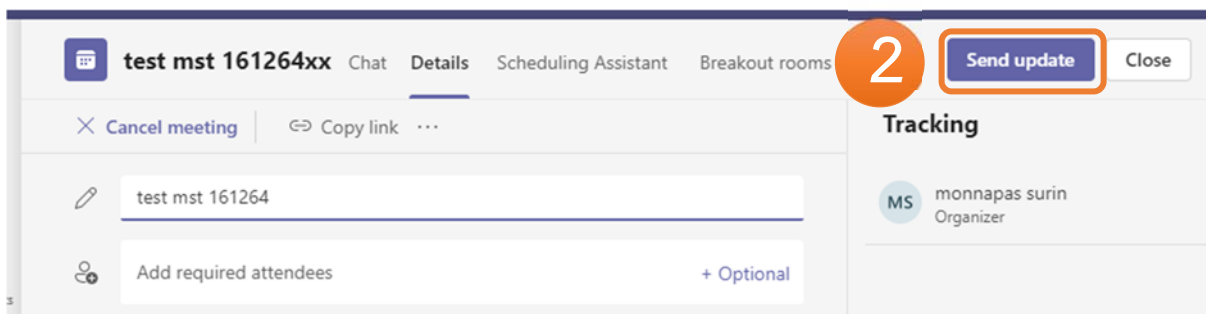 test mst 161264xx Chat Details Scheduling Assistant Breakout rooms 2 Send update Close
Cancel meeting Copy link ...
Tracking
test mst 161264
MS monnapas surin
Organizer
Add required attendees + Optional